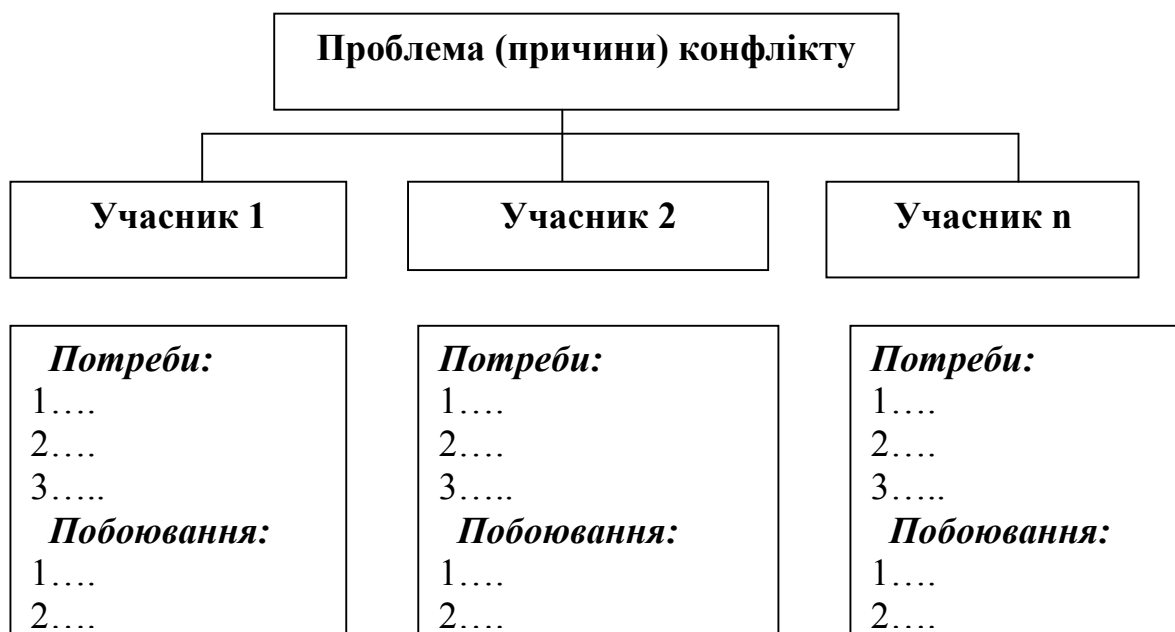 Проблема (причини) конфлікту
Учасник 1
Учасник 2
Учасник n
Потреби:
1….
2….
3…..
Побоювання:
1….
2….
Потреби:
1….
2….
3…..
Побоювання:
1….
2….
Потреби:
1….
2….
3…..
Побоювання:
1….
2….